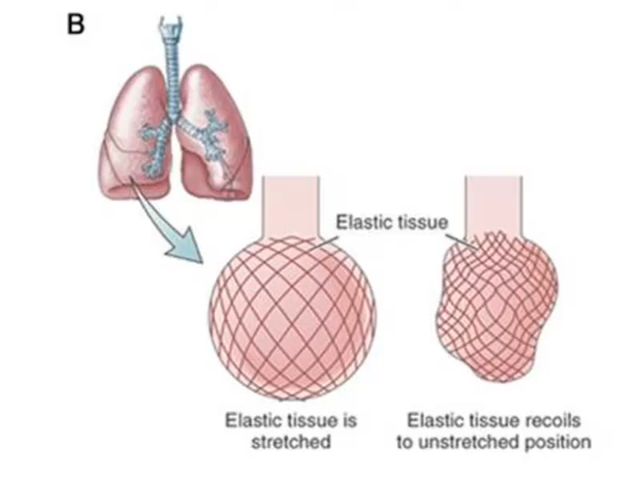 B
Elastic tissue
Elastic tissue is
stretched
Elastic tissue recoils
to unstretched position